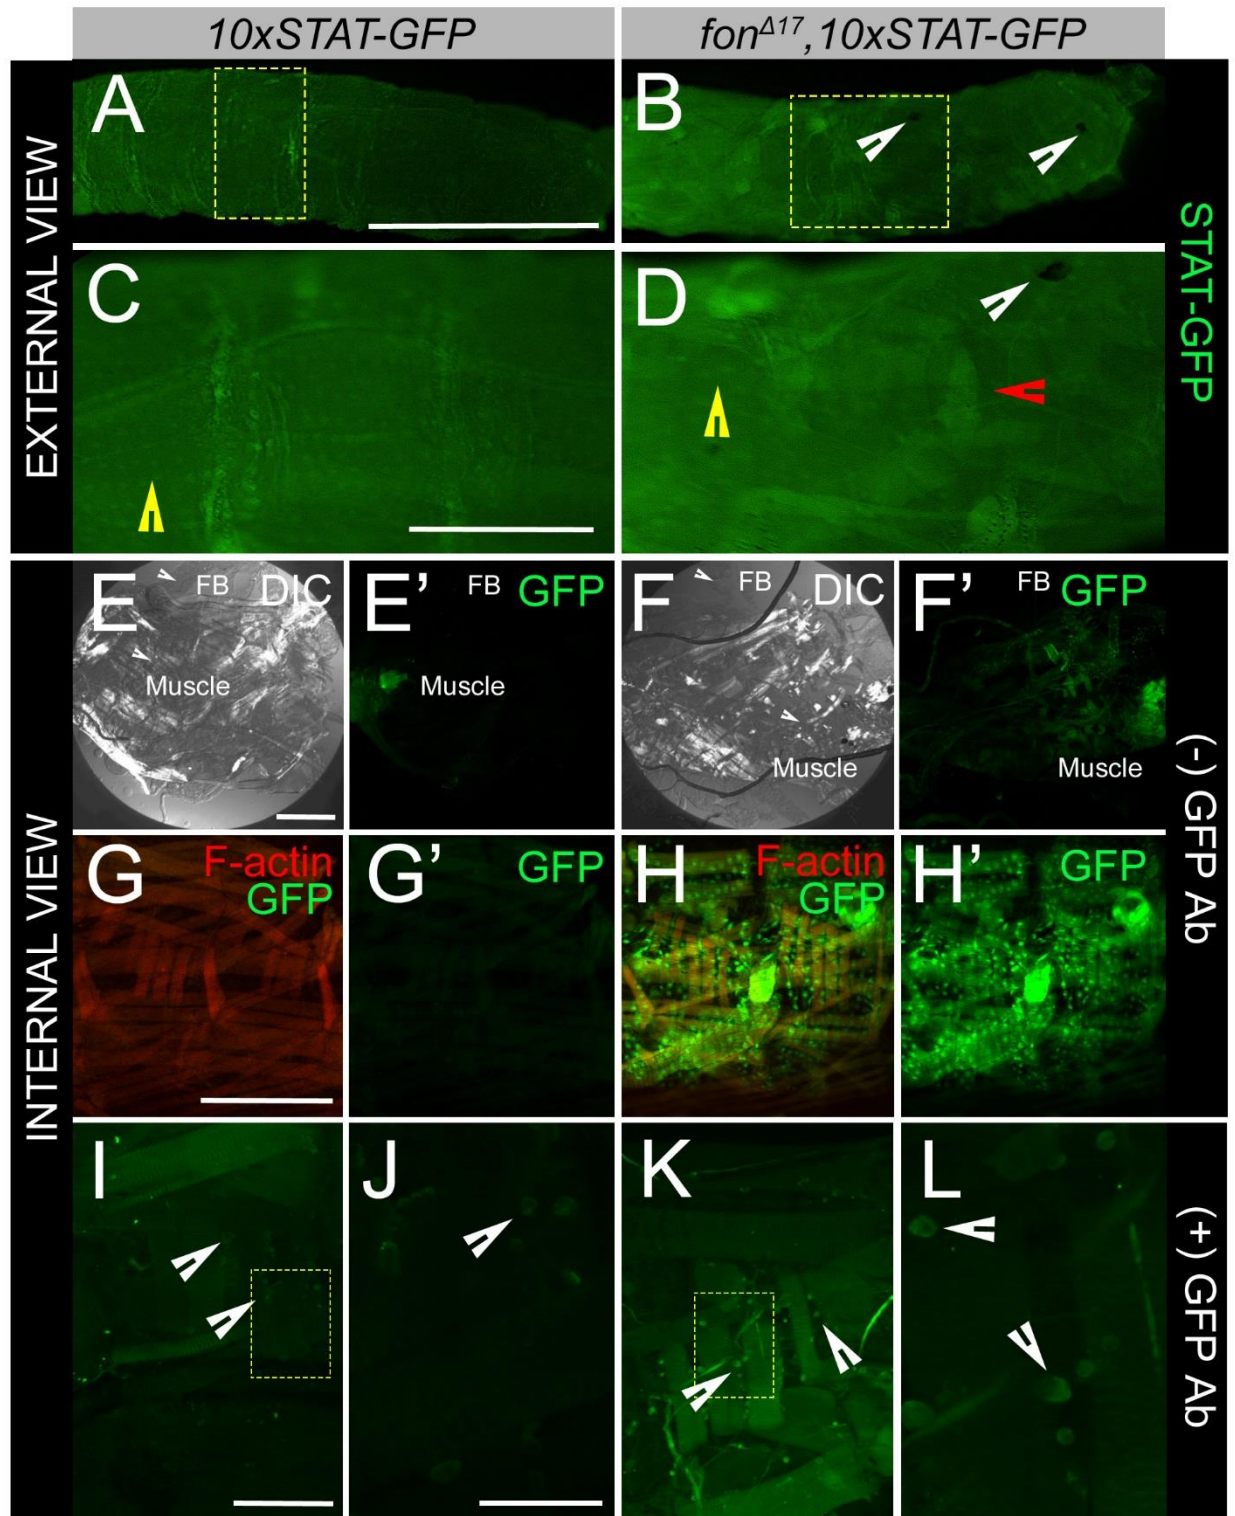 10xSTAT-GFP
fonΔ17,10xSTAT-GFP
EXTERNAL VIEW
A
B
STAT-GFP
C
D
INTERNAL VIEW
E FB DIC
Muscle
E’ FB GFP
Muscle
F FB DIC
Muscle
F’ FB GFP
Muscle
(-) GFP Ab
G F-actin
GFP
G’ GFP
H F-actin
GFP
H’ GFP
I
J
K
L
(+) GFP Ab